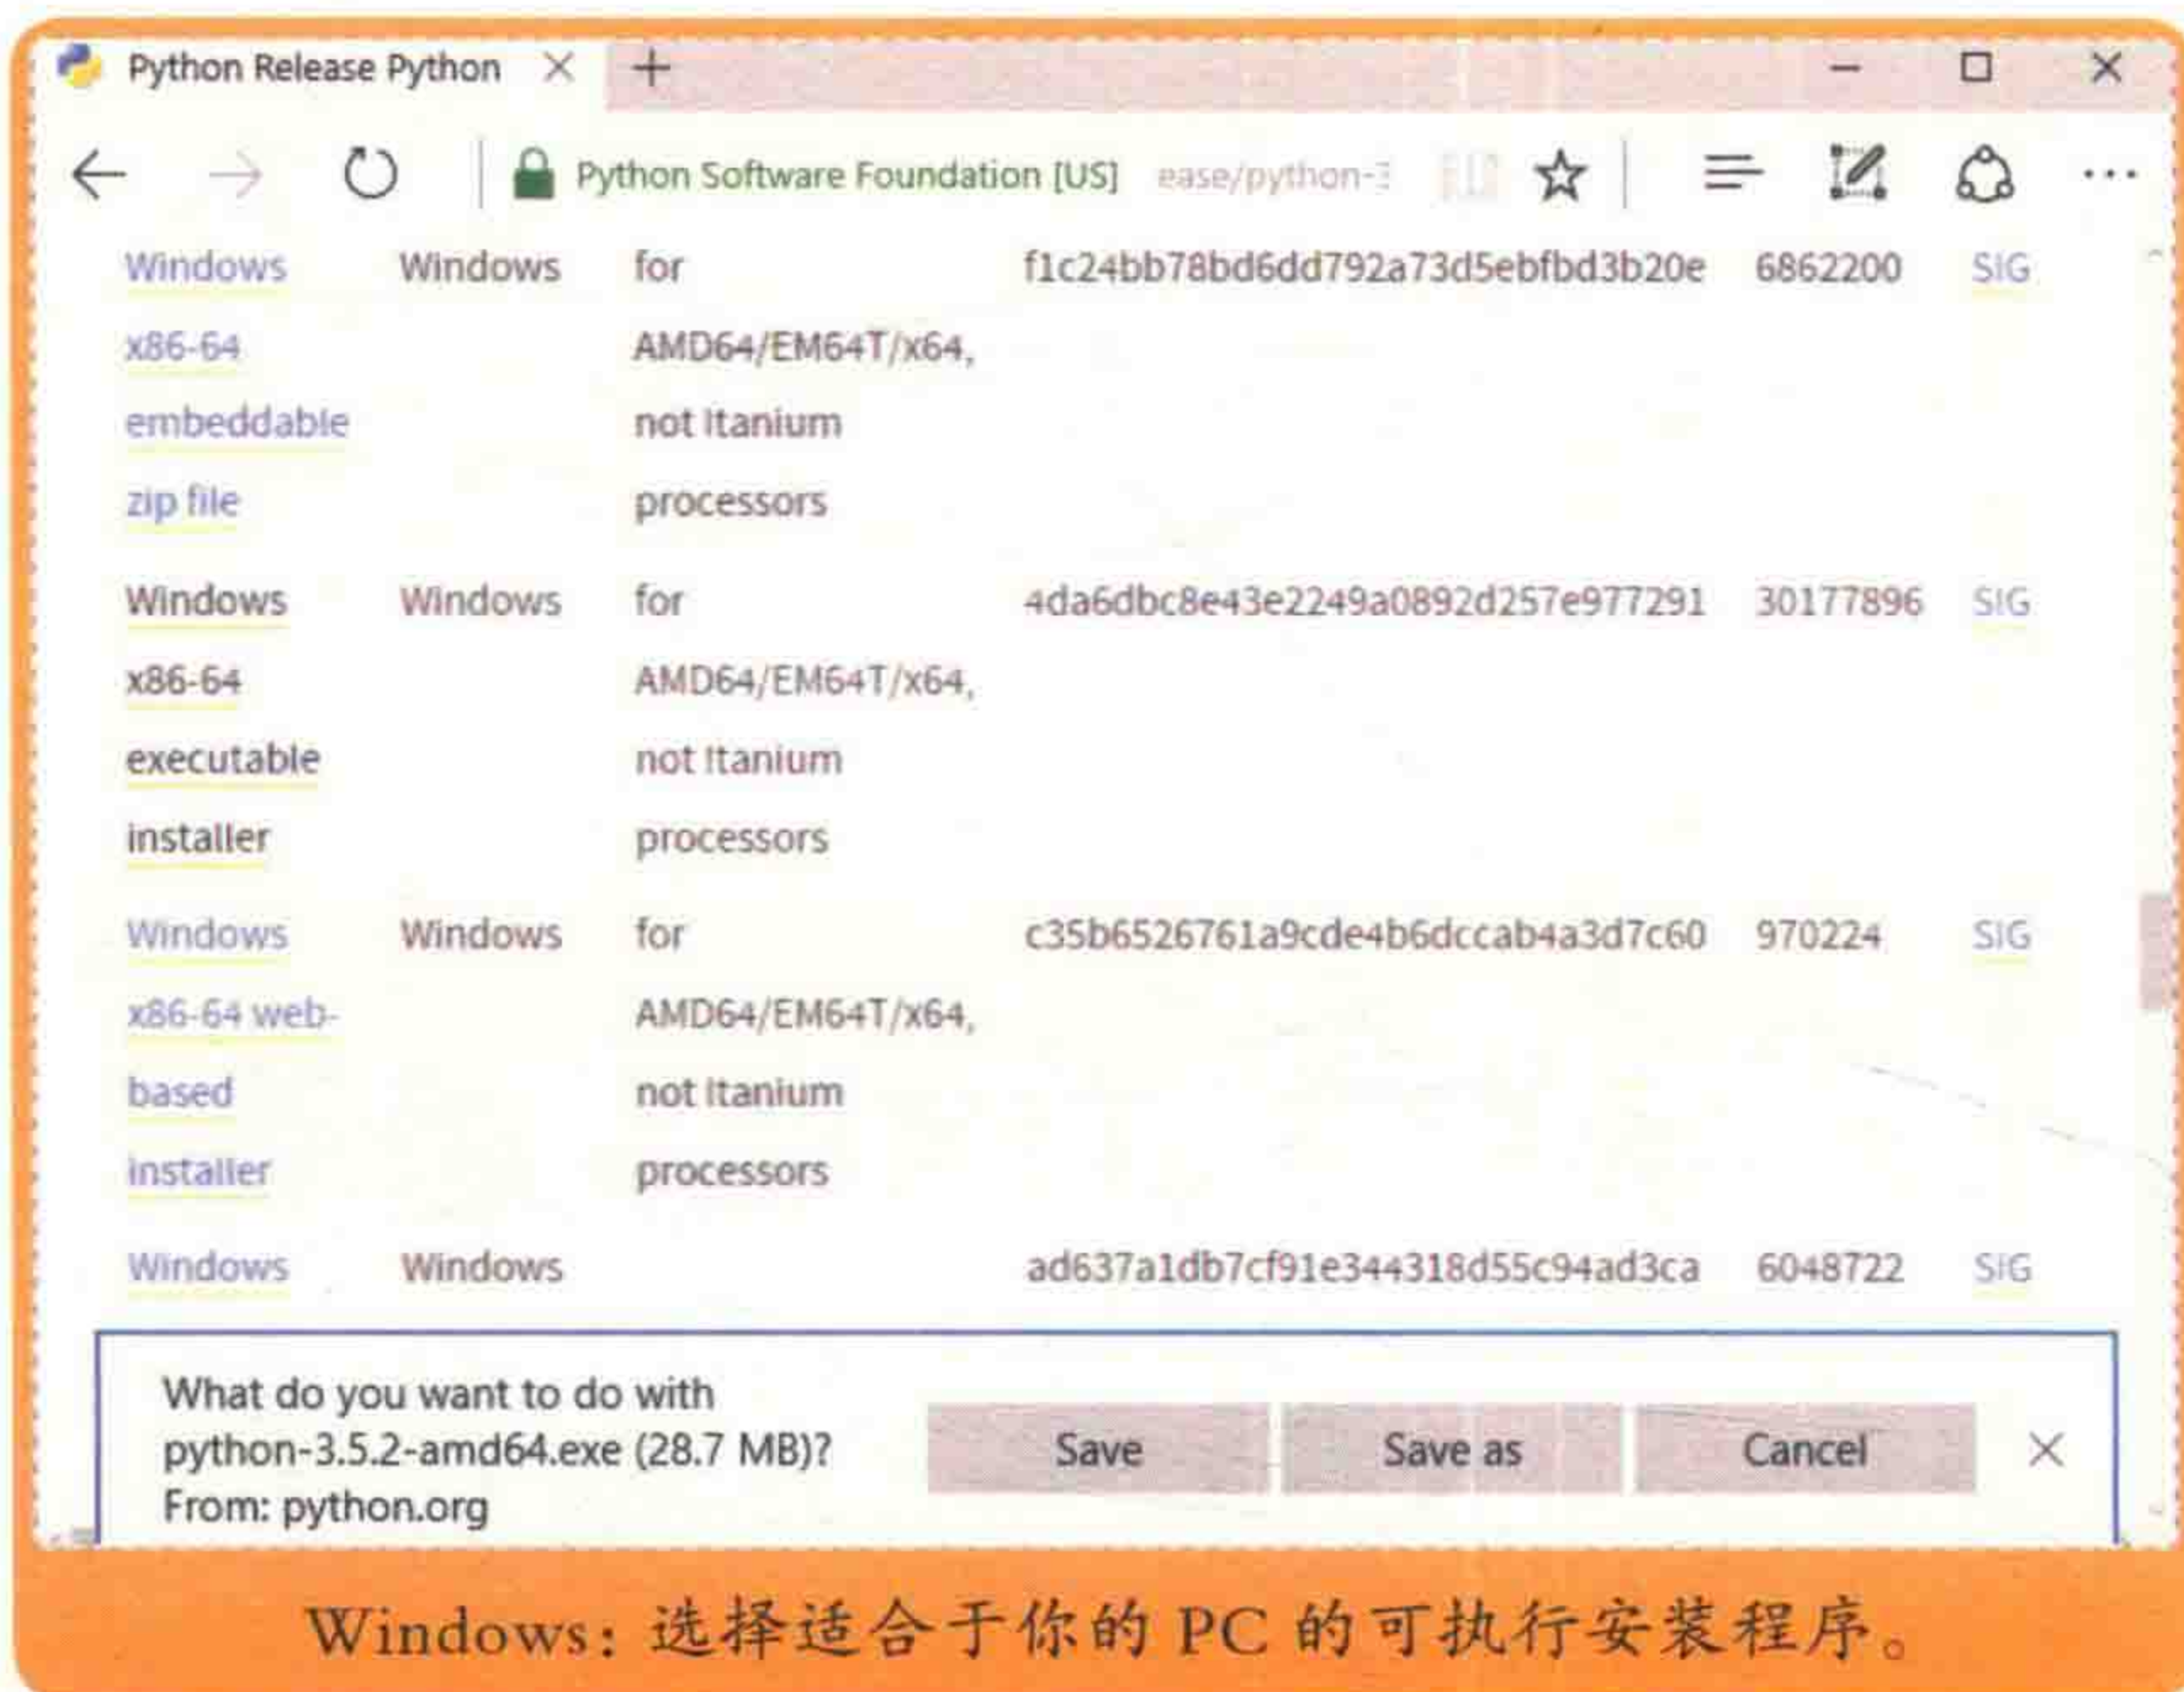 Python Release Python
Python Software Foundation [US] ease/python-3
Windows Windows for f1c24bb78bd6dd792a73d5ebfbd3b20e 6862200 SIG
x86-64 AMD64/EM64T/x64,
embeddable not Itanium
zip file processors
Windows Windows for 4da6dbc8e43e2249a0892d257e977291 30177896 SIG
x86-64 AMD64/EM64T/x64,
executable not Itanium
installer processors
Windows Windows for c35b6526761a9cde4b6dccab4a3d7c60 970224 SIG
x86-64 web- AMD64/EM64T/x64,
based not Itanium
installer processors
Windows Windows ad637a1db7cf91e344318d55c94ad3ca 6048722 SIG
What do you want to do with
python-3.5.2-amd64.exe (28.7 MB)? Save Save as Cancel
From: python.org
Windows: 选择适合于你的 PC 的可执行安装程序。